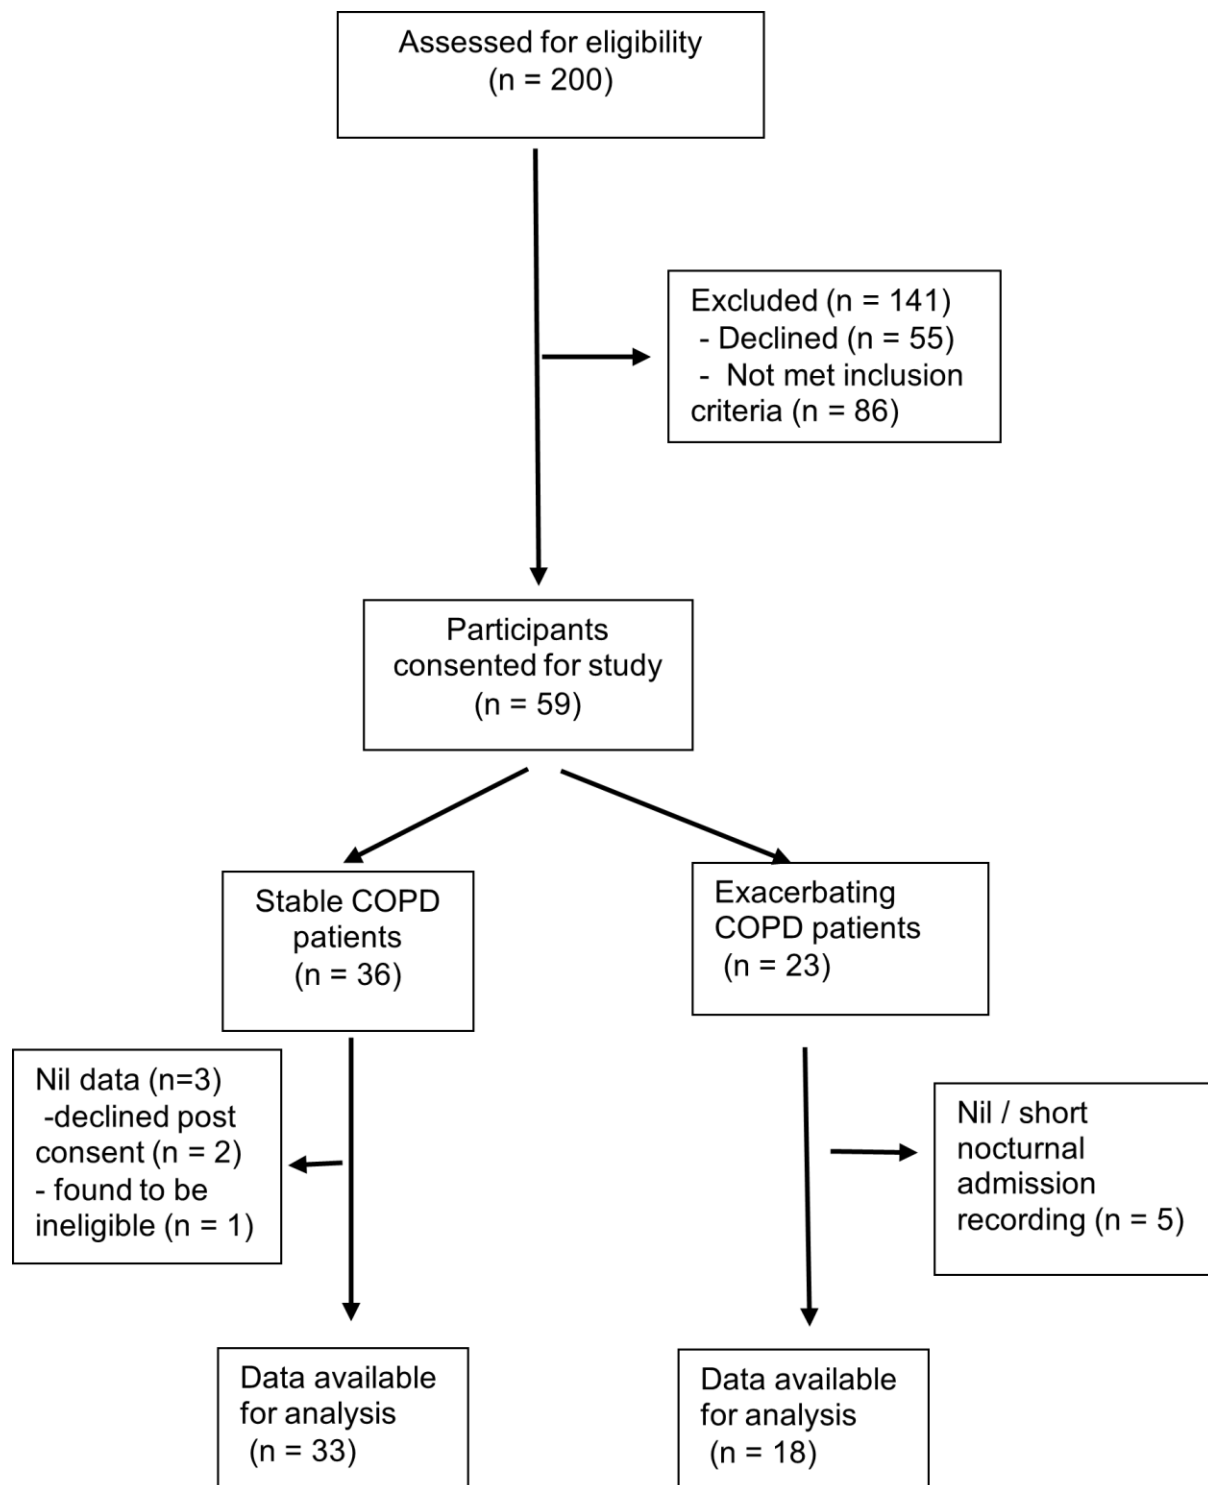 Assessed for eligibility
(n = 200)
Excluded (n = 141)
- Declined (n = 55)
- Not met inclusion
criteria (n = 86)
Participants
consented for study
(n = 59)
Stable COPD
patients
(n = 36)
Exacerbating
COPD patients
(n = 23)
Nil data (n=3)
-declined post
consent (n = 2)
- found to be
ineligible (n = 1)
Nil / short
nocturnal
admission
recording (n = 5)
Data available
for analysis
(n = 33)
Data available
for analysis
(n = 18)